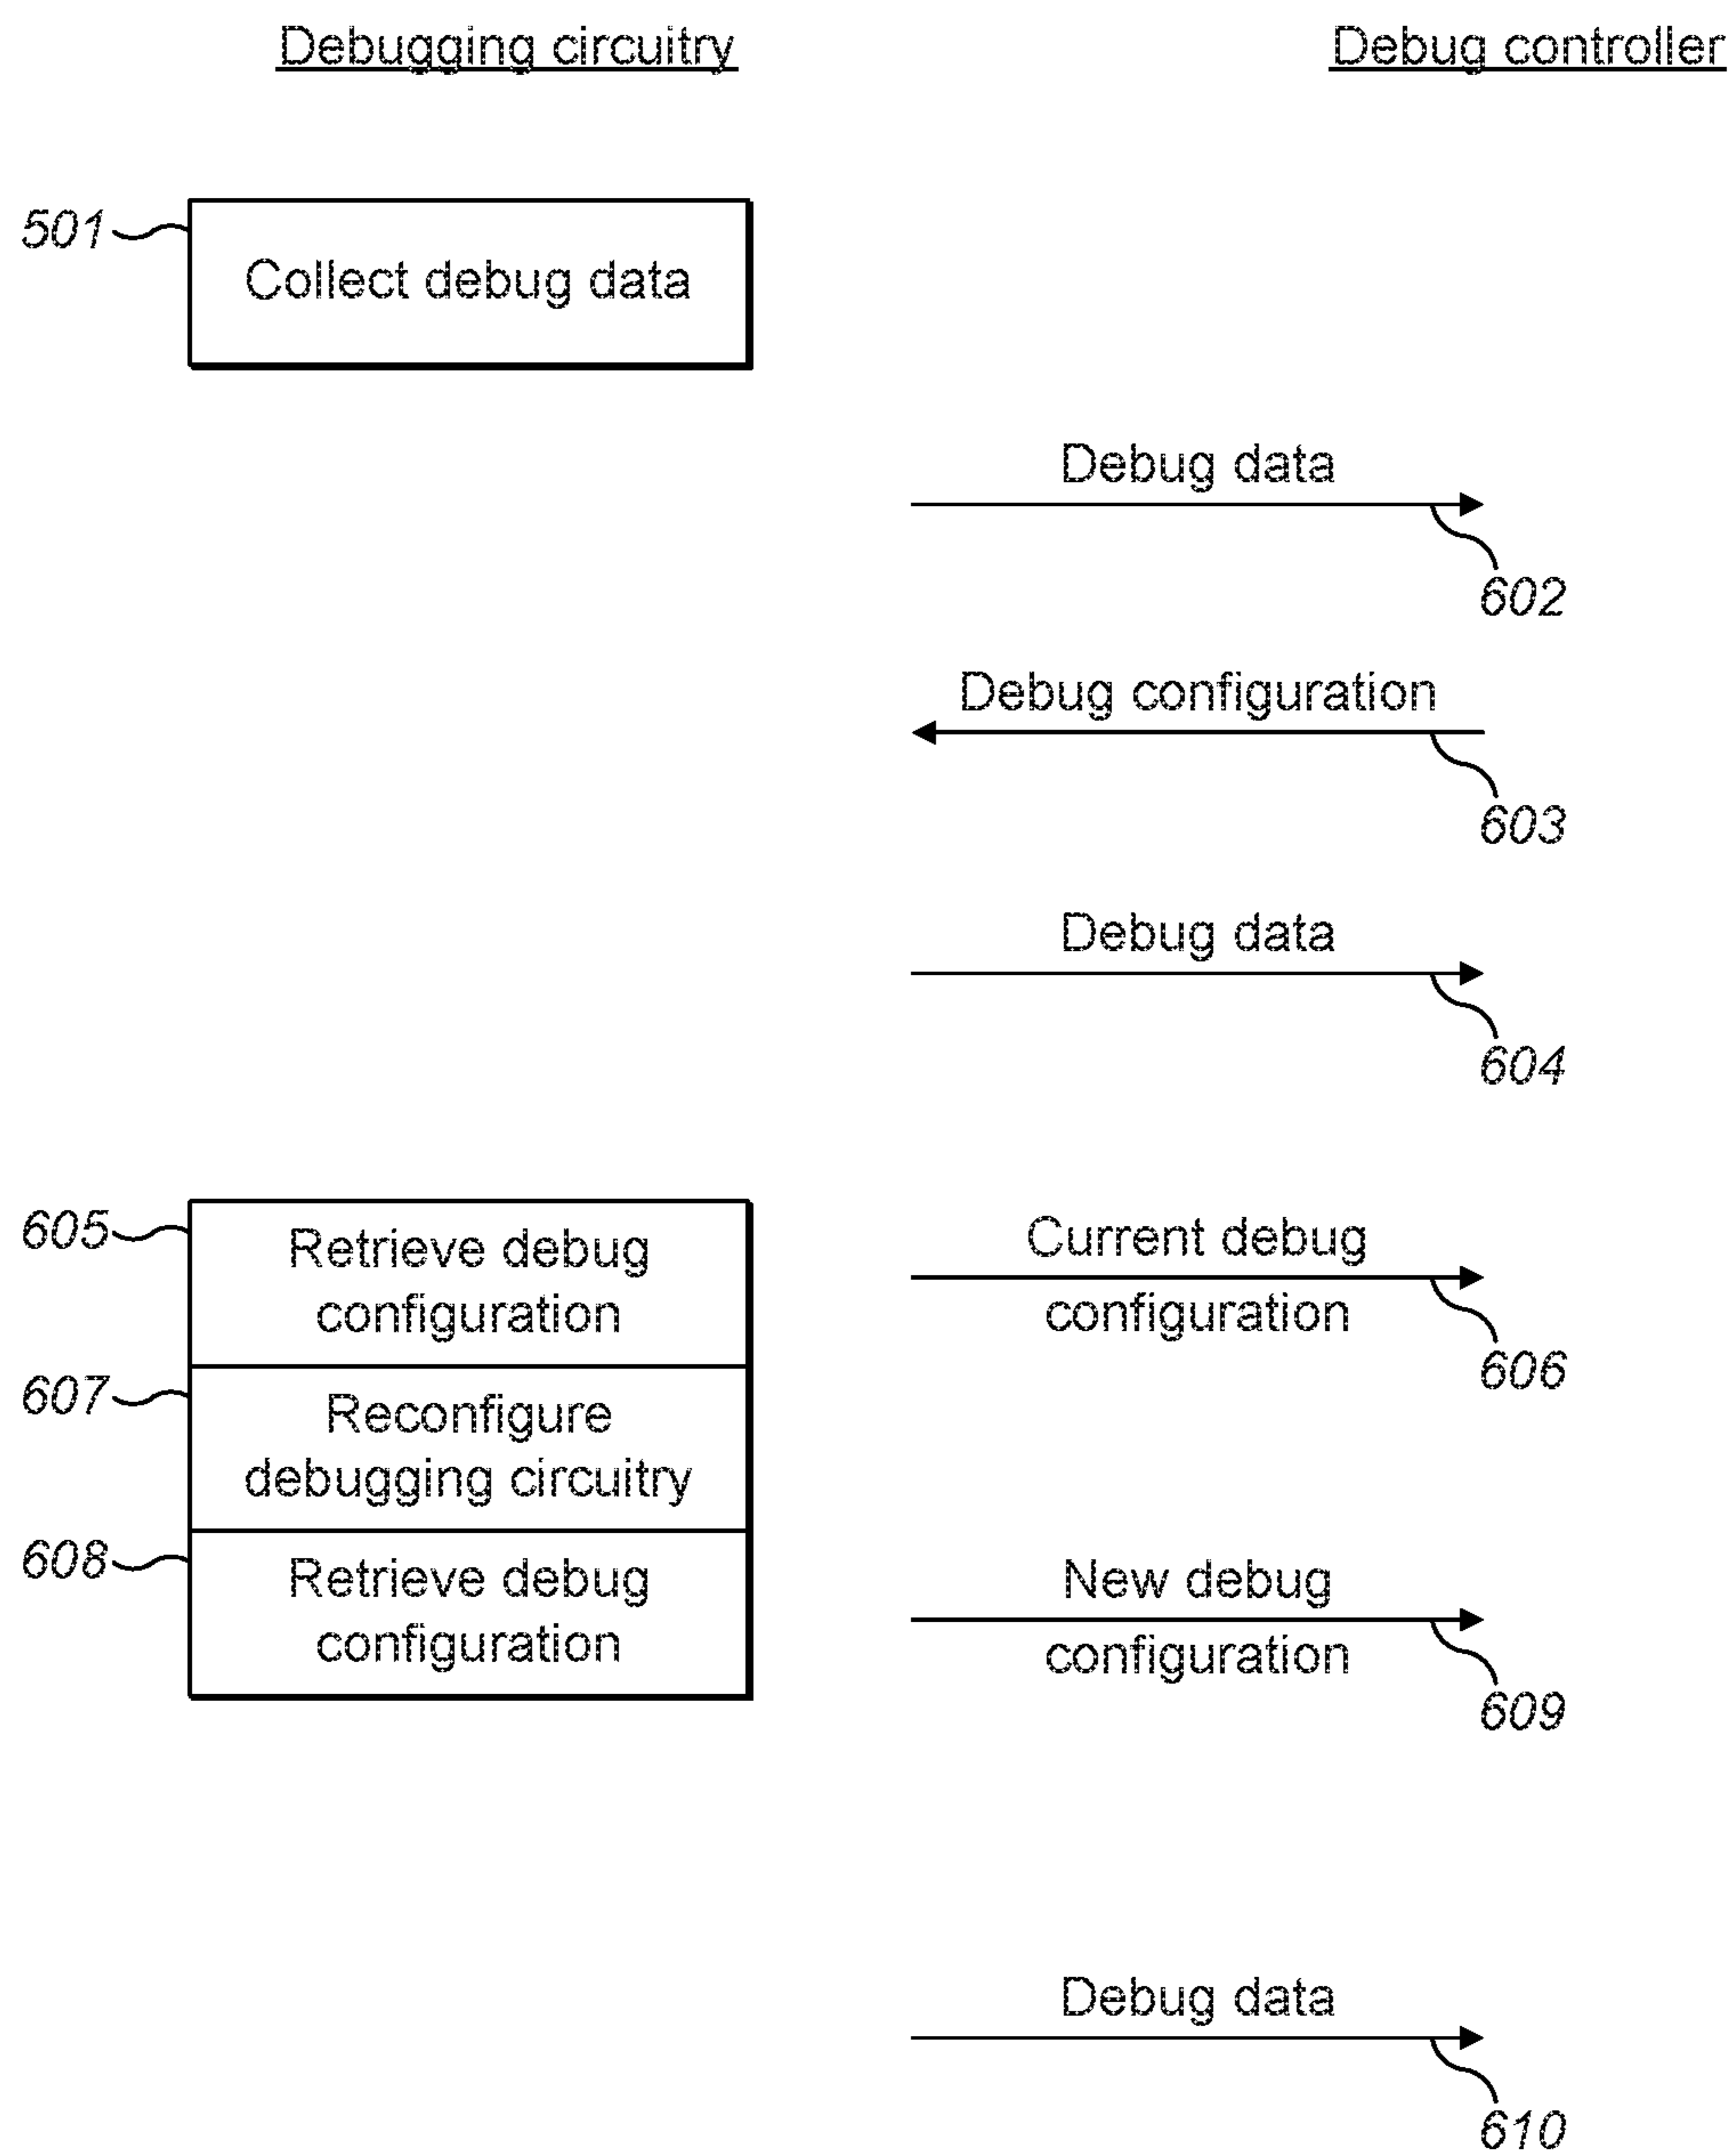 Debugging circuitry
Debug controller
501
Collect debug data
Debug data
602
Debug configuration
603
Debug data
604
605
Retrieve debug
configuration
Current debug
configuration
606
607
Reconfigure
debugging circuitry
608
Retrieve debug
configuration
New debug
configuration
609
Debug data
610